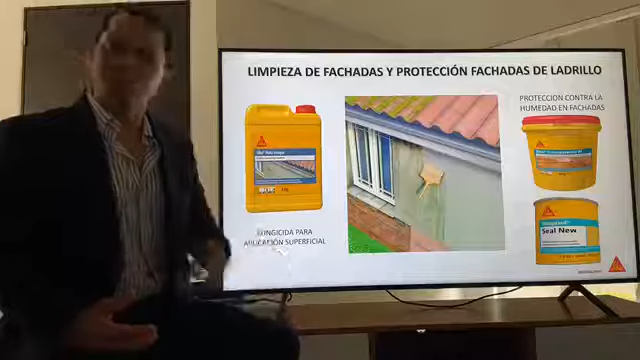 LIMPIEZA DE FACHADAS Y PROTECCIÓN FACHADAS DE LADRILLO
PROTECCION CONTRA LA
HUMEDAD EN FACHADAS
FUNGICIDA PARA
APLICACIÓN SUPERFICIAL
Seal New